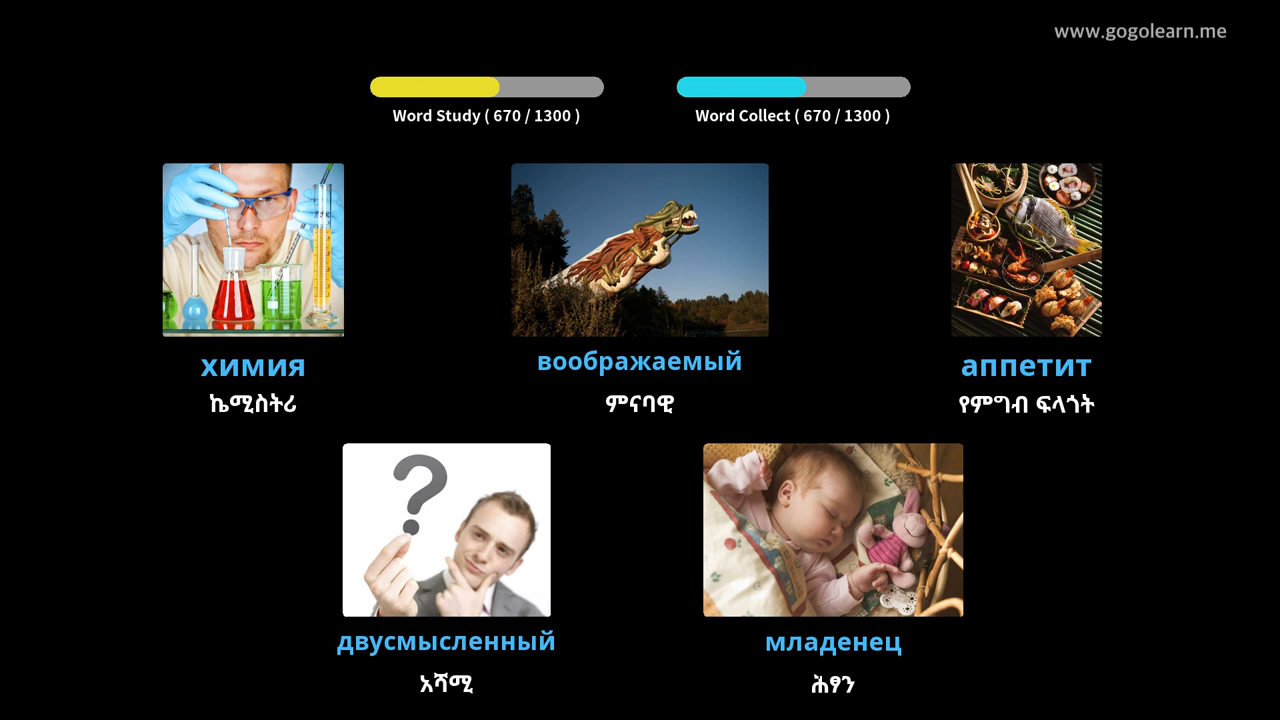 www.gogolearn.me
Word Study ( 670 / 1300 )
Word Collect ( 670 / 1300 )
химия
ኬሚስትሪ
воображаемый
ምናባዊ
аппетит
የምግብ ፍላጎት
двусмысленный
አሻሚ
младенец
ሕፃን